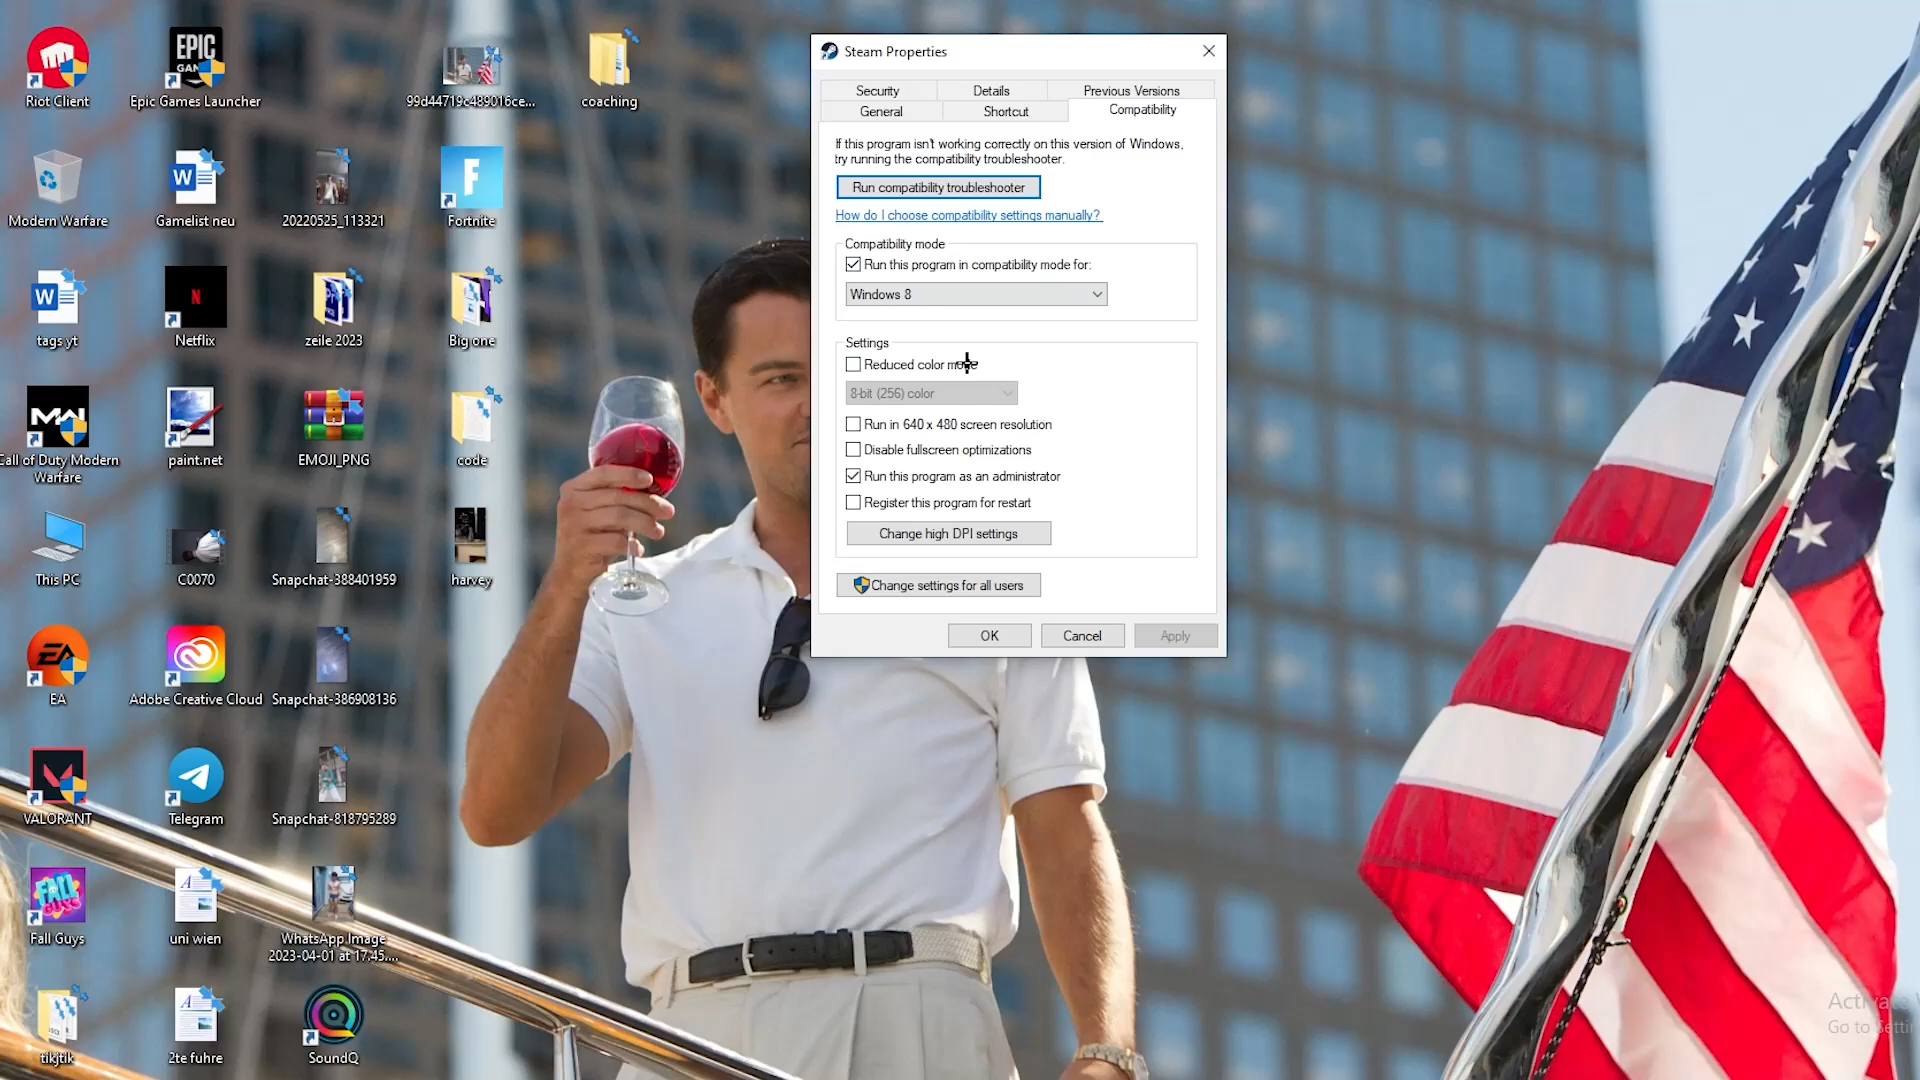 Riot Client
EPIC
GAM
Epic Games Launcher
99d44719c489016ce...
coaching
Modern Warfare
W
Gamelist neu
20220525_113321
F
Fortnite
W
tags yt
N
Netflix
zeile 2023
Big one
MW
Call of Duty Modern
Warfare
paint.net
EMOJI_PNG
code
This PC
C0070
Snapchat-388401959
harvey
EA
EA
Adobe Creative Cloud
Snapchat-386908136
VALORANT
Telegram
Snapchat-818795289
FALL
GUYS
Fall Guys
uni wien
WhatsApp Image
2023-04-01 at 17.45....
tikjtik
2te fuhre
SoundQ
Steam Properties
Security
Details
Previous Versions
General
Shortcut
Compatibility
If this program isn't working correctly on this version of Windows,
try running the compatibility troubleshooter.
Run compatibility troubleshooter
How do I choose compatibility settings manually?
Compatibility mode
Run this program in compatibility mode for:
Windows 8
Settings
Reduced color mode
8-bit (256) color
Run in 640 x 480 screen resolution
Disable fullscreen optimizations
Run this program as an administrator
Register this program for restart
Change high DPI settings
Change settings for all users
OK
Cancel
Apply
Activate
Go to Setti